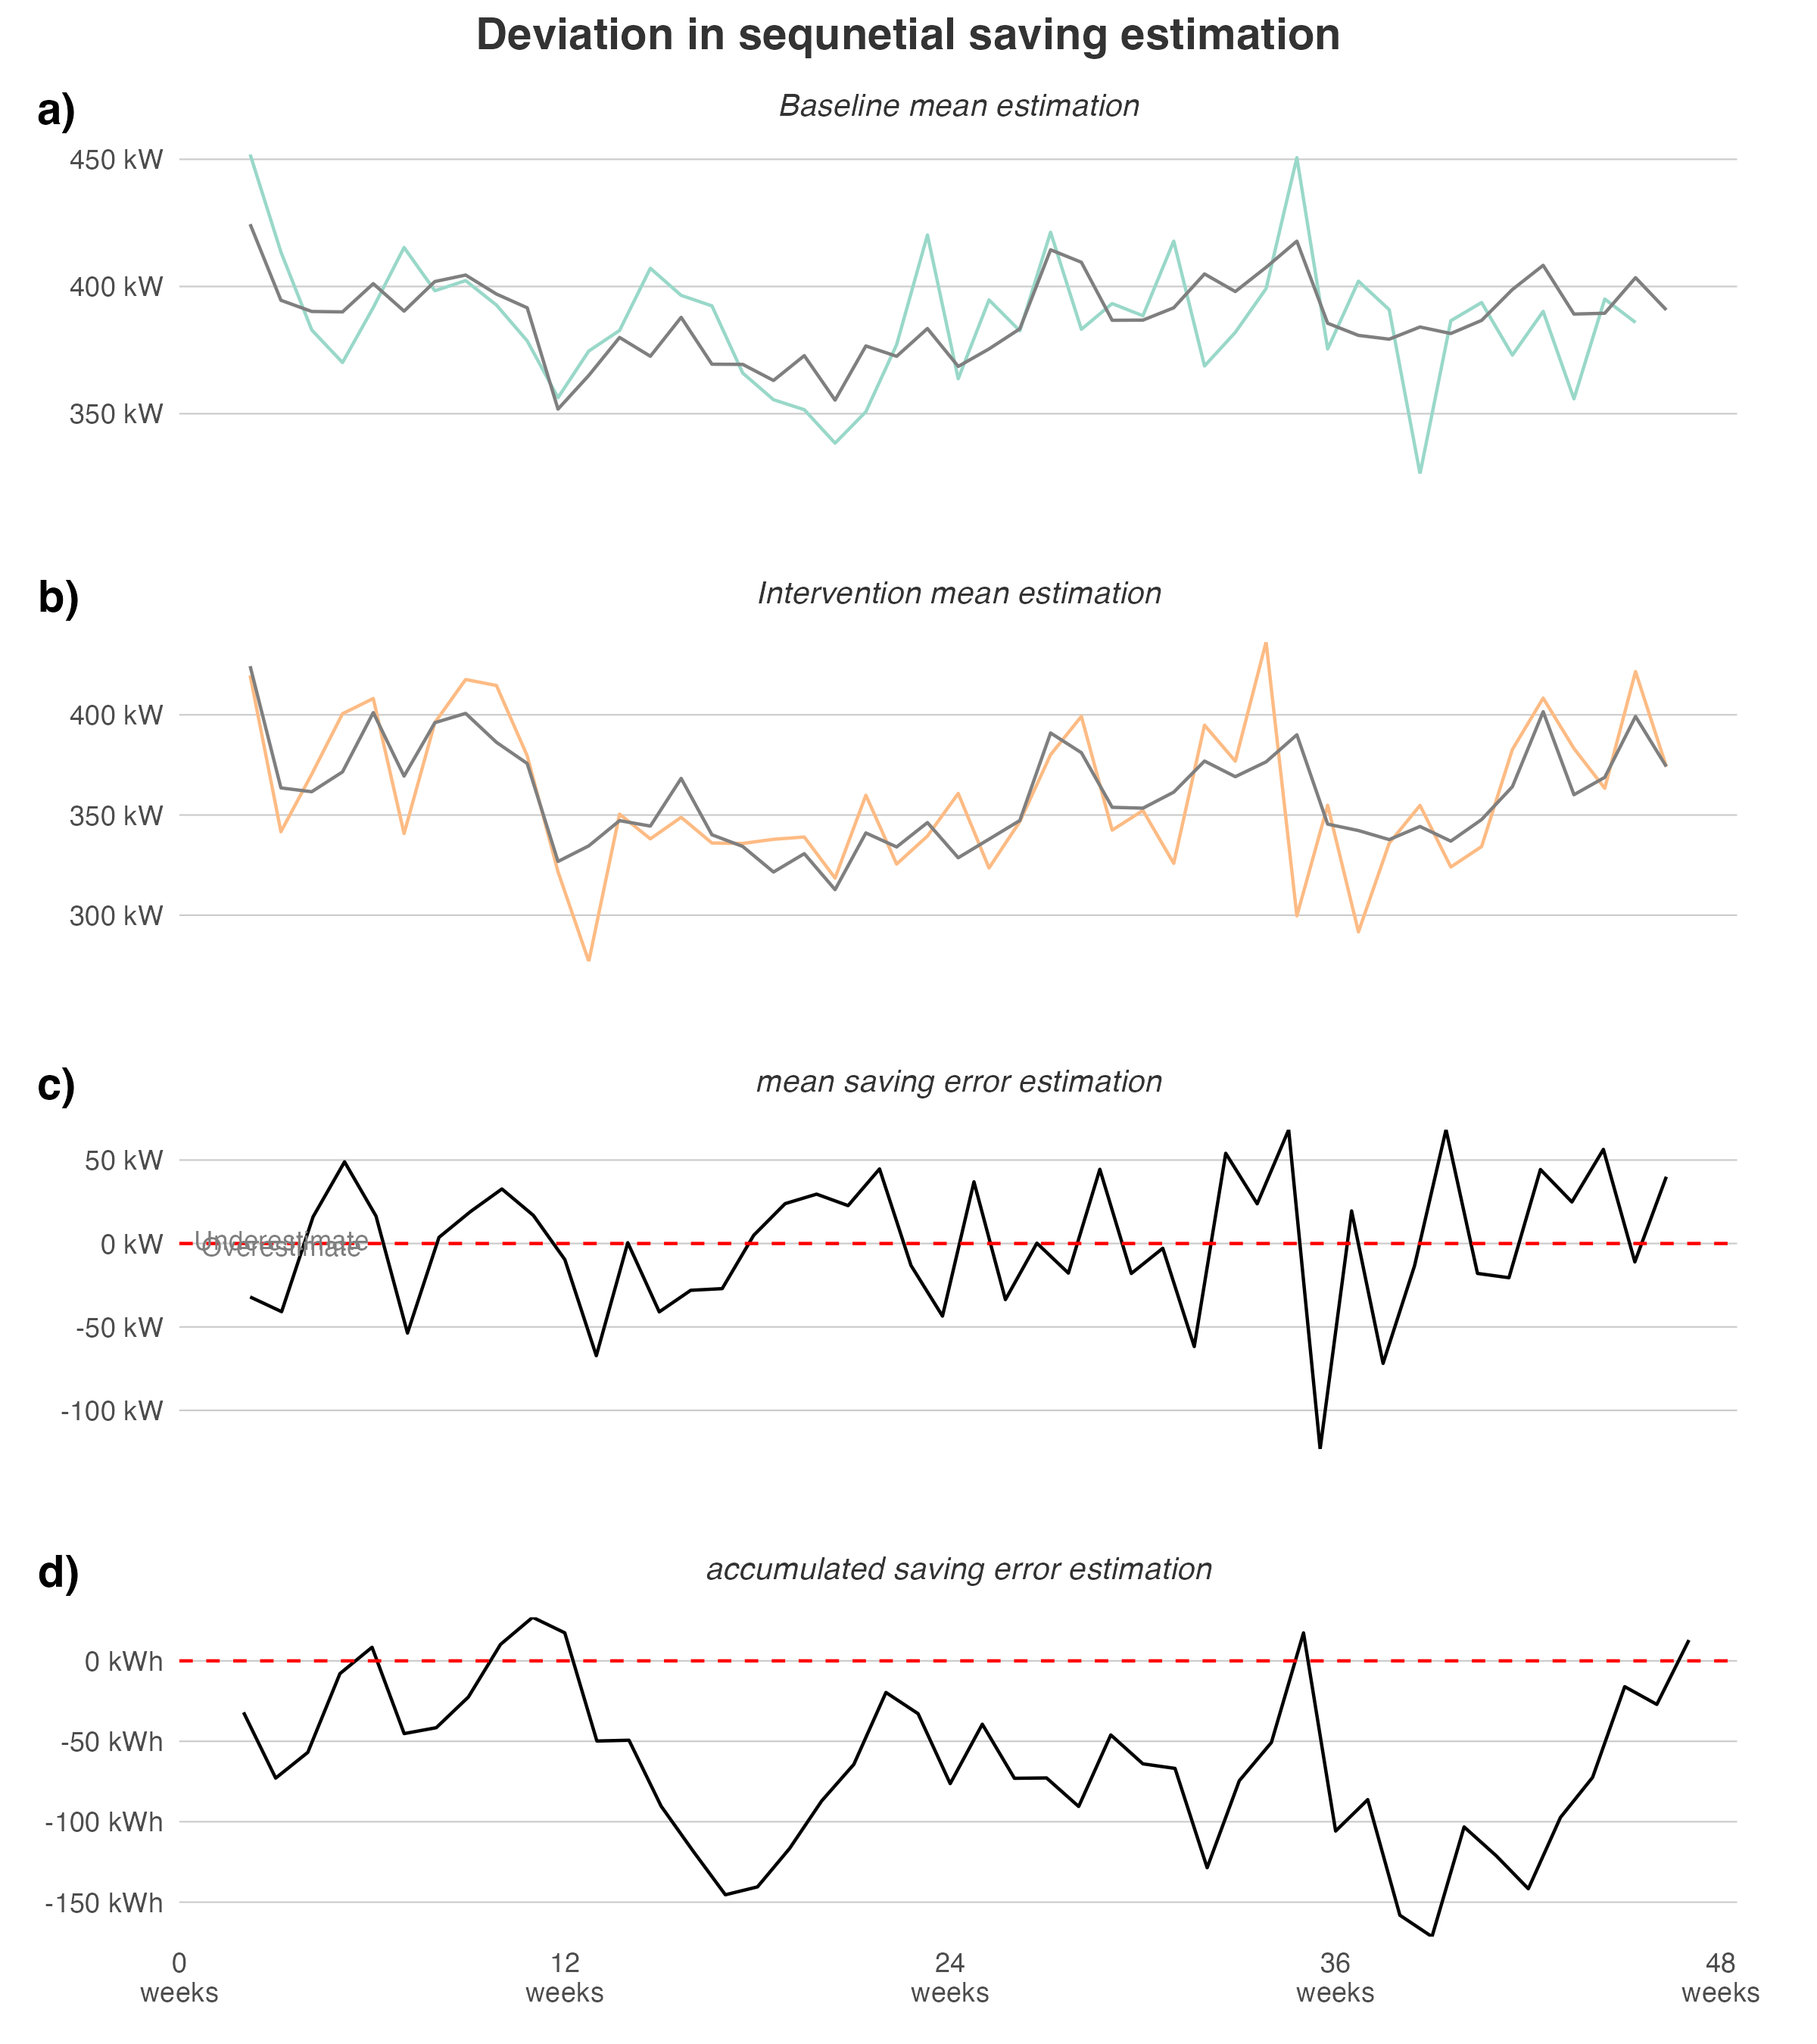 Deviation in sequnetial saving estimation
a)
Baseline mean estimation
450 kW
400 kW
350 kW
b)
Intervention mean estimation
400 kW
350 kW
300 kW
c)
mean saving error estimation
50 kW
0 kW
Underestimate
Overestimate
-50 kW
-100 kW
d)
accumulated saving error estimation
0 kWh
-50 kWh
-100 kWh
-150 kWh
0 12 24 36 48
weeks weeks weeks weeks weeks